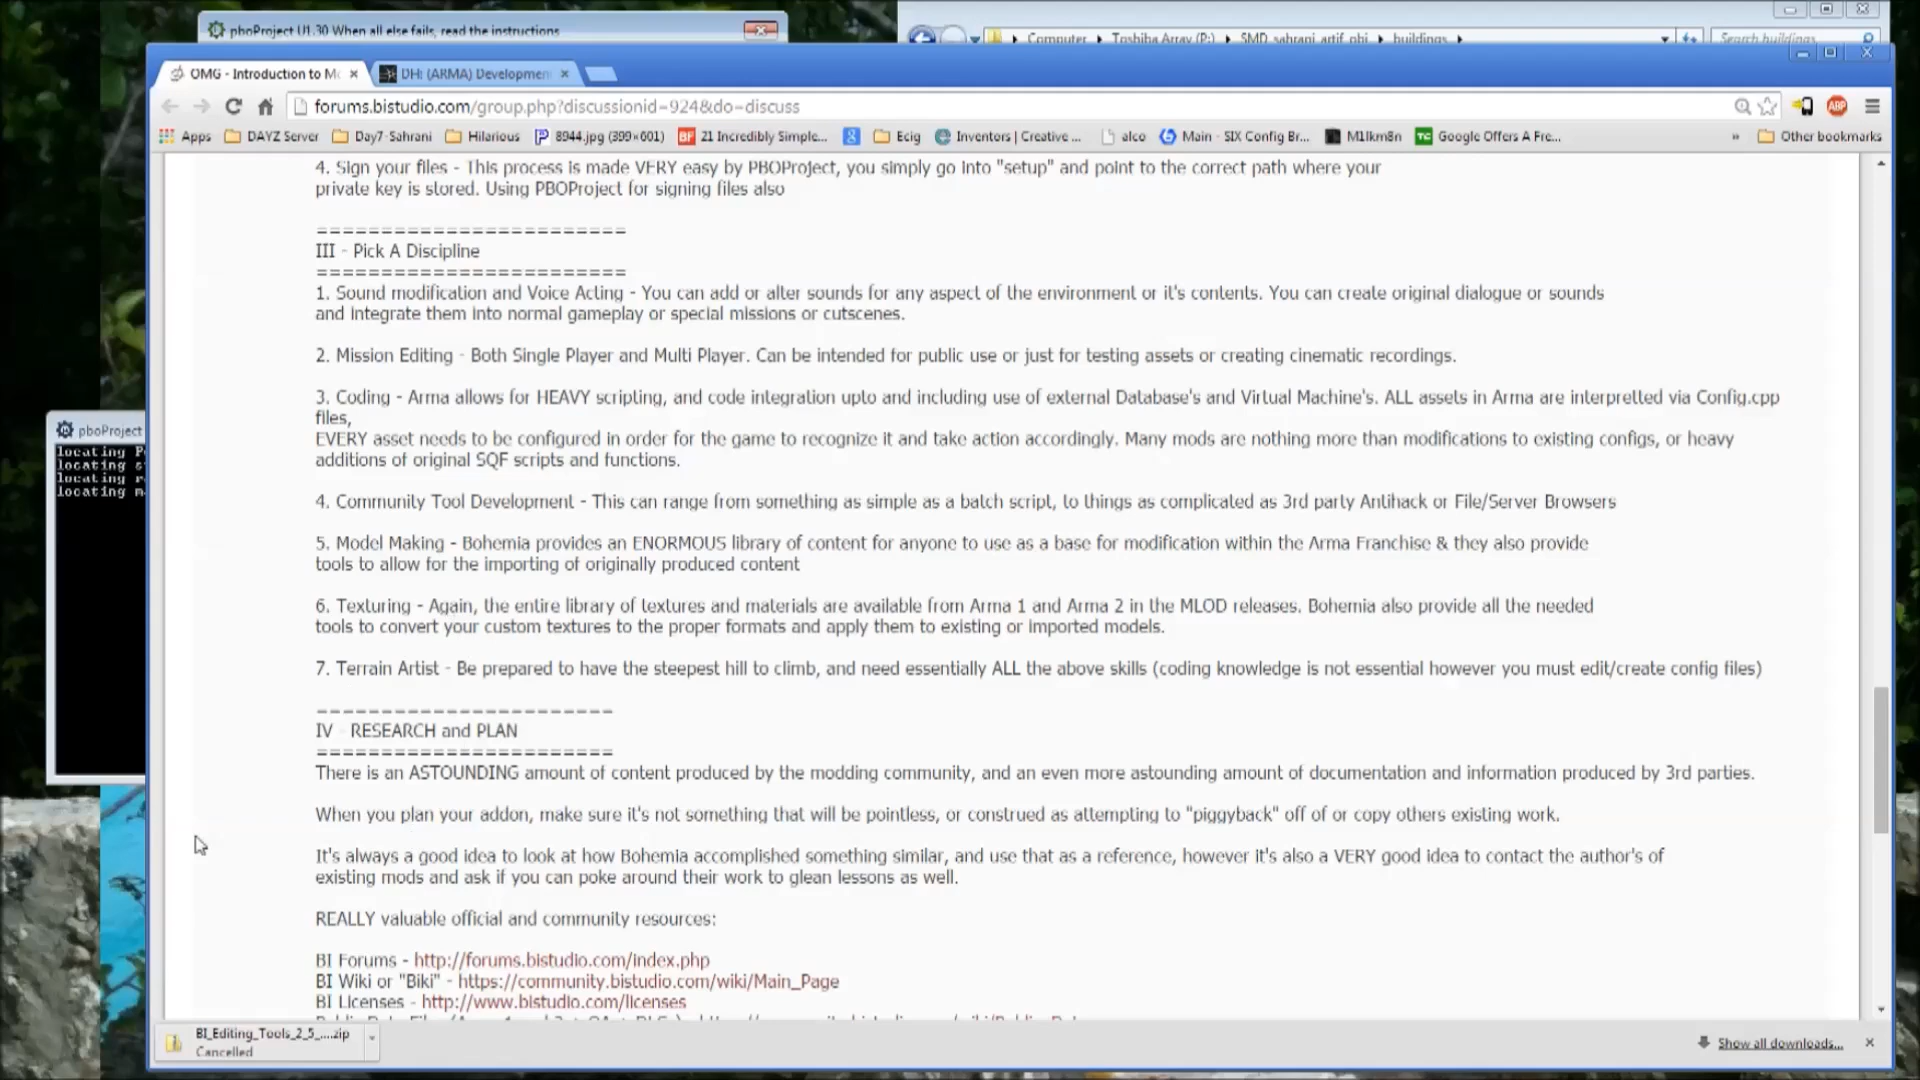 pboProject U1.30 When all else fails, read the instructions
Computer
Toshiba Array (P:)
SMD_sahrani_artif_pbj
buildings
Search buildings
OMG - Introduction to Mo
DH: (ARMA) Development
forums.bistudio.com/group.php?discussionid=924&do=discuss
ABP
Apps
DAYZ Server
Day7-Sahrani
Hilarious
8944.jpg (399×601)
BF
21 Incredibly Simple...
Ecig
Inventors | Creative ...
alco
Main - SIX Config Br...
M1lkm8n
TC
Google Offers A Fre...
»
Other bookmarks
4. Sign your files - This process is made VERY easy by PBOProject, you simply go into "setup" and point to the correct path where your
private key is stored. Using PBOProject for signing files also
=======================
III - Pick A Discipline
=======================
1. Sound modification and Voice Acting - You can add or alter sounds for any aspect of the environment or it's contents. You can create original dialogue or sounds
and integrate them into normal gameplay or special missions or cutscenes.
2. Mission Editing - Both Single Player and Multi Player. Can be intended for public use or just for testing assets or creating cinematic recordings.
3. Coding - Arma allows for HEAVY scripting, and code integration upto and including use of external Database's and Virtual Machine's. ALL assets in Arma are interpretted via Config.cpp
files,
EVERY asset needs to be configured in order for the game to recognize it and take action accordingly. Many mods are nothing more than modifications to existing configs, or heavy
additions of original SQF scripts and functions.
4. Community Tool Development - This can range from something as simple as a batch script, to things as complicated as 3rd party Antihack or File/Server Browsers
5. Model Making - Bohemia provides an ENORMOUS library of content for anyone to use as a base for modification within the Arma Franchise & they also provide
tools to allow for the importing of originally produced content
6. Texturing - Again, the entire library of textures and materials are available from Arma 1 and Arma 2 in the MLOD releases. Bohemia also provide all the needed
tools to convert your custom textures to the proper formats and apply them to existing or imported models.
7. Terrain Artist - Be prepared to have the steepest hill to climb, and need essentially ALL the above skills (coding knowledge is not essential however you must edit/create config files)
======================
IV - RESEARCH and PLAN
======================
There is an ASTOUNDING amount of content produced by the modding community, and an even more astounding amount of documentation and information produced by 3rd parties.
When you plan your addon, make sure it's not something that will be pointless, or construed as attempting to "piggyback" off of or copy others existing work.
It's always a good idea to look at how Bohemia accomplished something similar, and use that as a reference, however it's also a VERY good idea to contact the author's of
existing mods and ask if you can poke around their work to glean lessons as well.
REALLY valuable official and community resources:
BI Forums - http://forums.bistudio.com/index.php
BI Wiki or "Biki" - https://community.bistudio.com/wiki/Main_Page
BI Licenses - http://www.bistudio.com/licenses
pboProject
locating
locating
locating
locating
BI_Editing_Tools_2_5_....zip
Cancelled
Show all downloads...